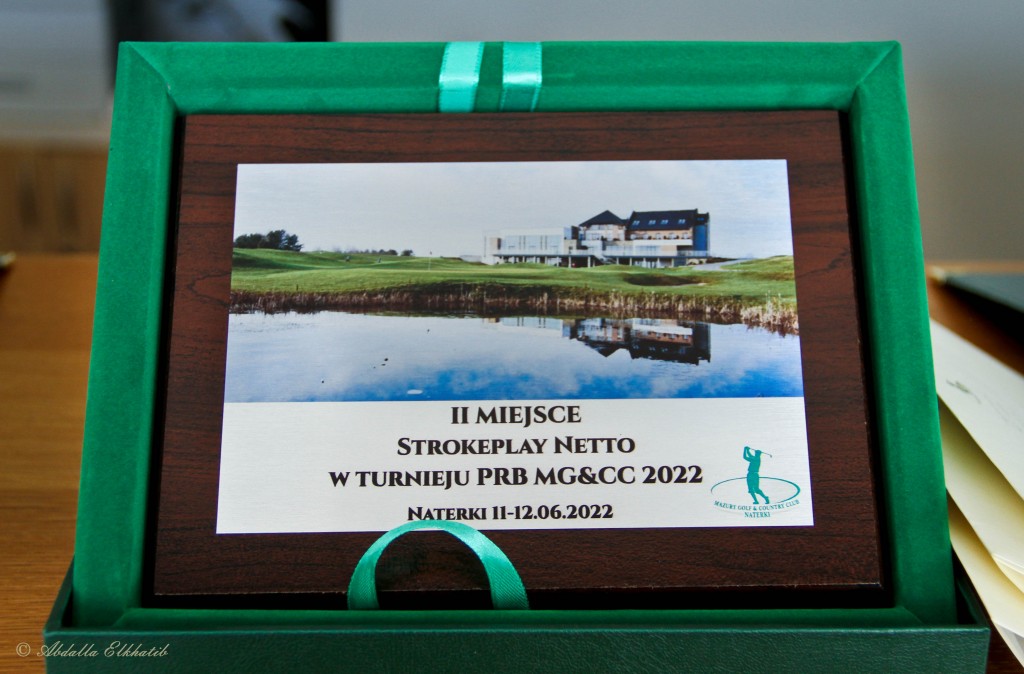 II MIEJSCE
STROKEPLAY NETTO
W TURNIEJU PRB MG&CC 2022
NATERKI 11-12.06.2022
MAZURY GOLF & COUNTRY CLUB
NATERKI
© Abdalla Elkhatib